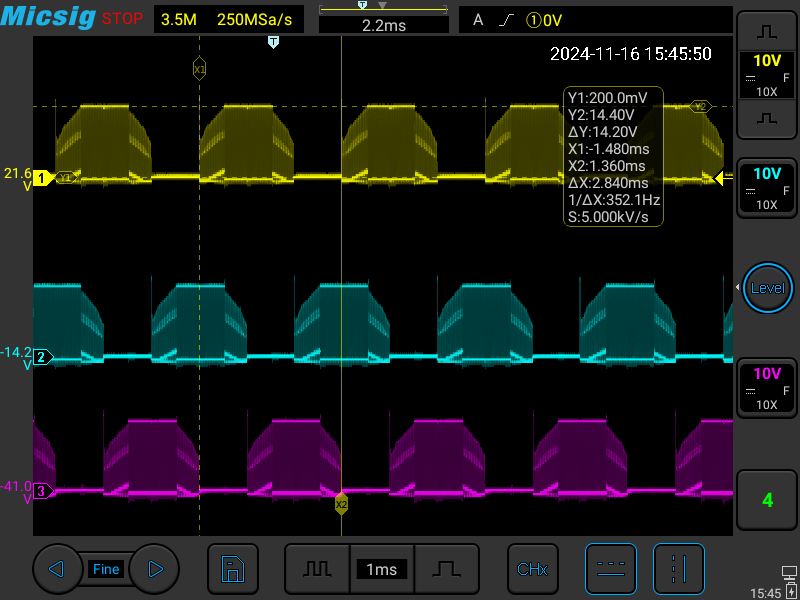 Micsig STOP 3.5M 250MSa/s T 2.2ms A ①0V
T 2024-11-16 15:45:50
X1
10V
F
10X
Y1:200.0mV
Y2:14.40V
ΔY:14.20V
X1:-1.480ms
X2:1.360ms
ΔX:2.840ms
1/ΔX:352.1Hz
S:5.000kV/s
Y2
21.6
V
1
Y1
10V
F
10X
Level
-14.2
V
2
10V
F
10X
-41.0
V
3
X2
4
Fine 1ms CHx
15:45